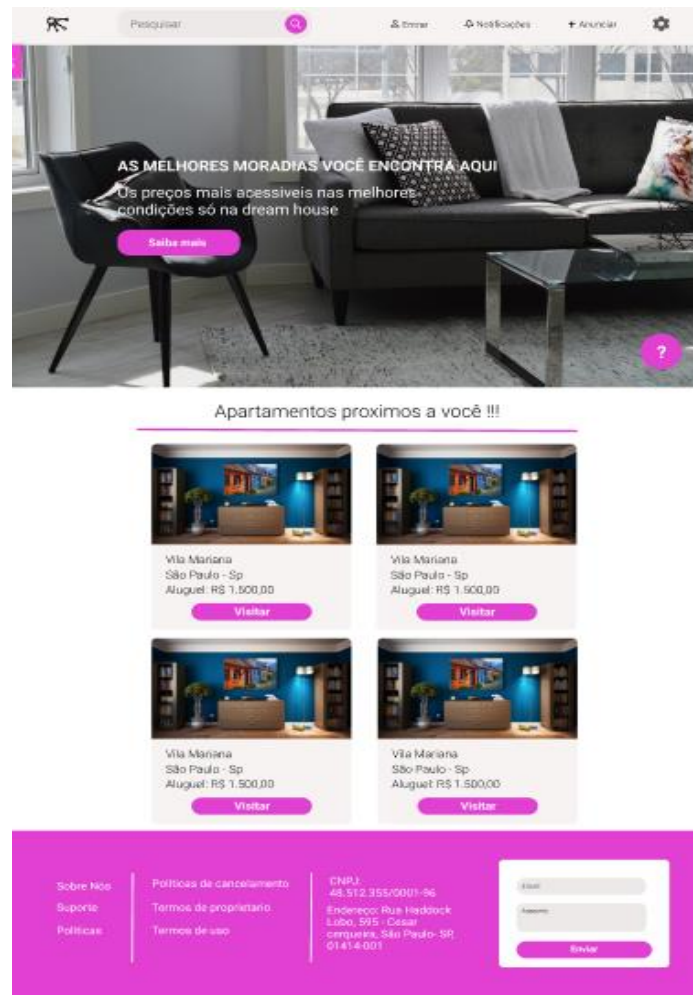 Pesquisar
Entrar
Notificações
+ Anunciar
AS MELHORES MORADIAS VOCÊ ENCONTRA AQUI
Os preços mais acessiveis nas melhores
condições só na dream house
Saiba mais
?
Apartamentos proximos a você !!!
Vila Mariana
São Paulo - Sp
Aluguel: R$ 1.500,00
Visitar
Vila Mariana
São Paulo - Sp
Aluguel: R$ 1.500,00
Visitar
Vila Mariana
São Paulo - Sp
Aluguel: R$ 1.500,00
Visitar
Vila Mariana
São Paulo - Sp
Aluguel: R$ 1.500,00
Visitar
Sobre Nós
Suporte
Políticas
Políticas de cancelamento
Termos de proprietario
Termos de uso
CNPJ:
48.512.355/0001-96
Endereço: Rua Haddock
Lobo, 595 - Cesar
cerqueira, São Paulo- SP,
01414-001
Email
Assunto
Enviar